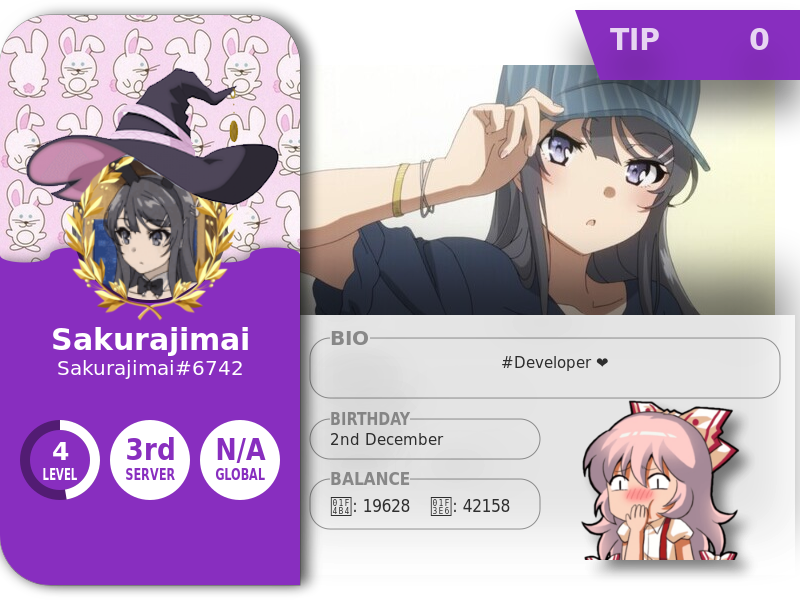 TIP 0
Sakurajimai
Sakurajimai#6742
4
LEVEL
3rd
SERVER
N/A
GLOBAL
BIO
#Developer ❤
BIRTHDAY
2nd December
BALANCE
: 19628 : 42158